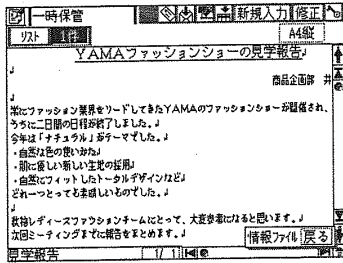 一時保管
新規入力 修正
リスト 1件 A4縦
YAMAファッションショーの見学報告
商品企画部 井
常にファッション業界をリードしてきたYAMAのファッションショーが開催され、
うちに二日間の日程が終了しました。
今年は「ナチュラル」がテーマでした。
・自然な色の使いかた
・肌に優しい新しい生地の採用
・自然にフィットしたトータルデザインなど
どれ一つとっても素晴しいものでした。
秋物レディースファッションチームにとって、大変参考になると思います。
次回ミーティングまでに報告をまとめます。
情報ファイル 戻る
見学報告 1/ 1